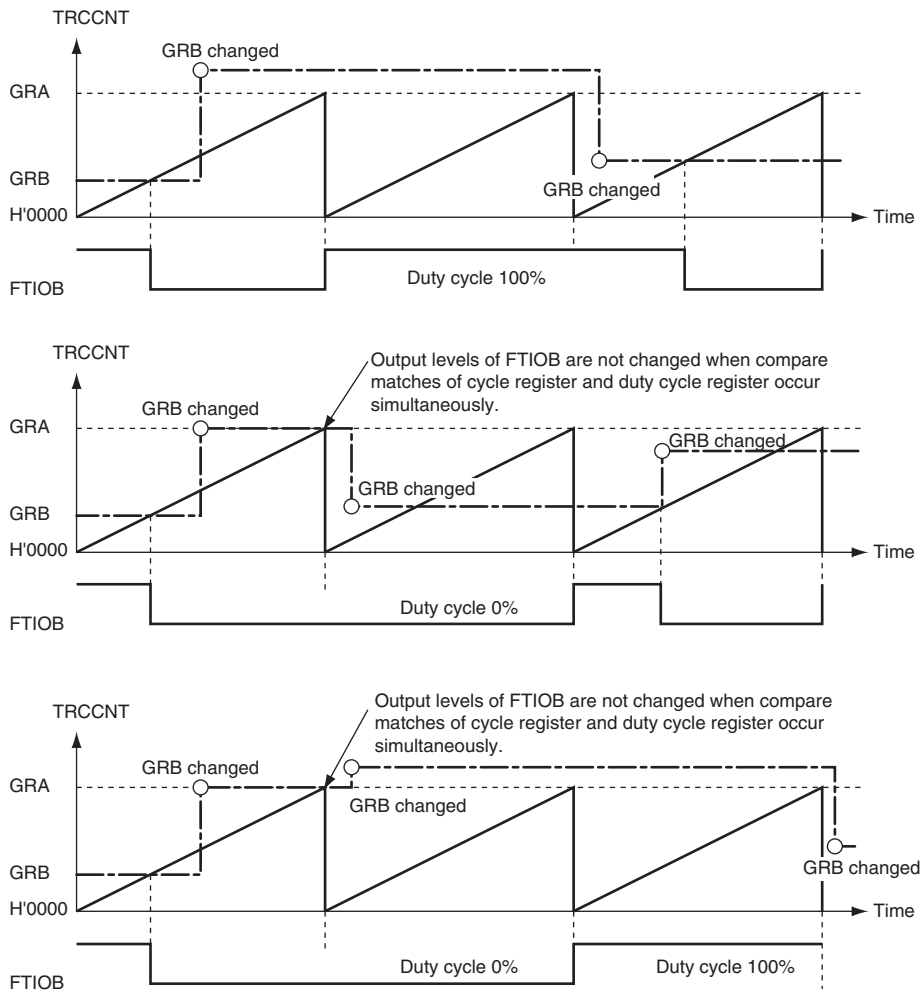 TRCCNT
GRB changed
GRA
GRB changed
GRB
H'0000
Time
Duty cycle 100%
FTIOB
TRCCNT
Output levels of FTIOB are not changed when compare
matches of cycle register and duty cycle register occur
simultaneously.
GRB changed
GRA
GRB changed
GRB changed
GRB
H'0000
Time
Duty cycle 0%
FTIOB
TRCCNT
Output levels of FTIOB are not changed when compare
matches of cycle register and duty cycle register occur
simultaneously.
GRB changed
GRA
GRB changed
GRB
GRB changed
H'0000
Time
Duty cycle 0%
Duty cycle 100%
FTIOB